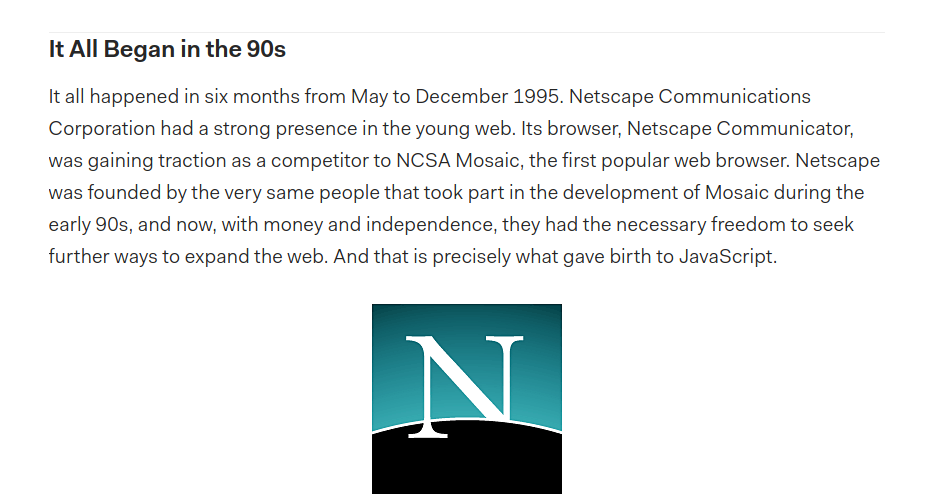 It All Began in the 90s
It all happened in six months from May to December 1995. Netscape Communications
Corporation had a strong presence in the young web. Its browser, Netscape Communicator,
was gaining traction as a competitor to NCSA Mosaic, the first popular web browser. Netscape
was founded by the very same people that took part in the development of Mosaic during the
early 90s, and now, with money and independence, they had the necessary freedom to seek
further ways to expand the web. And that is precisely what gave birth to JavaScript.
N